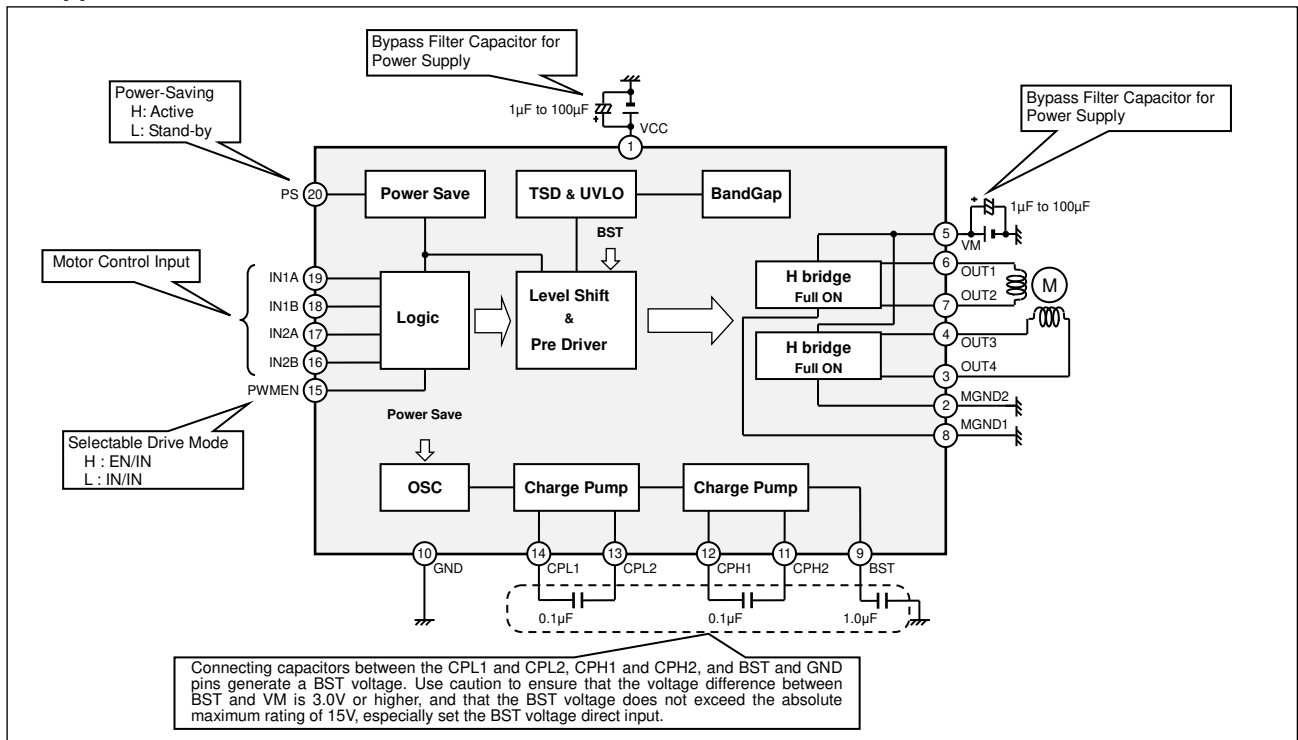 Bypass Filter Capacitor for
Power Supply
Power-Saving
H: Active
L: Stand-by
1µF to 100µF
+
VCC
1
Bypass Filter Capacitor for
Power Supply
PS 20
Power Save
TSD & UVLO
BandGap
+
1µF to 100µF
BST
5
VM
Motor Control Input
IN1A 19
IN1B 18
IN2A 17
IN2B 16
PWMEN 15
Logic
Level Shift
&
Pre Driver
H bridge
Full ON
H bridge
Full ON
6 OUT1
7 OUT2
M
4 OUT3
3 OUT4
2 MGND2
8 MGND1
Power Save
Selectable Drive Mode
H : EN/IN
L : IN/IN
OSC
Charge Pump
Charge Pump
10 GND
14 CPL1
13 CPL2
12 CPH1
11 CPH2
9 BST
0.1µF
0.1µF
1.0µF
Connecting capacitors between the CPL1 and CPL2, CPH1 and CPH2, and BST and GND
pins generate a BST voltage. Use caution to ensure that the voltage difference between
BST and VM is 3.0V or higher, and that the BST voltage does not exceed the absolute
maximum rating of 15V, especially set the BST voltage direct input.